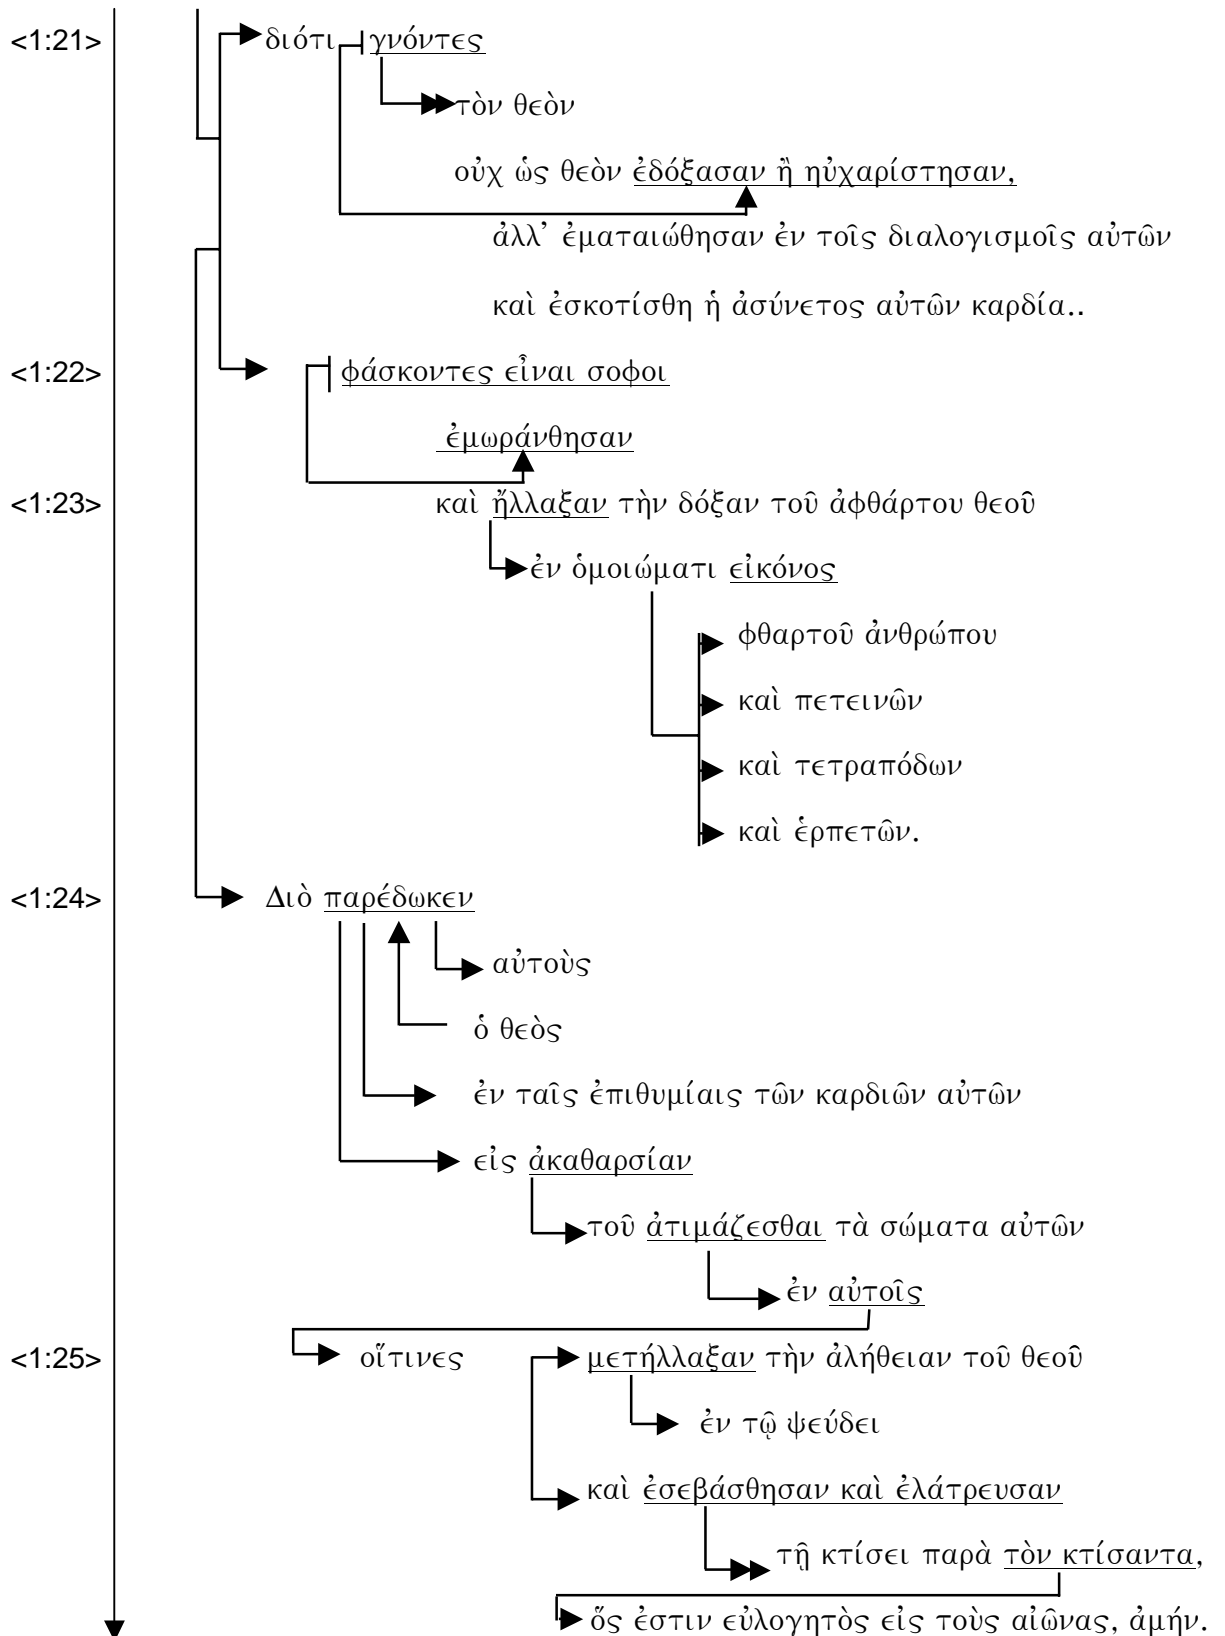 <1:21> διότι γνόντες
τὸν θεὸν
οὐχ ὡς θεὸν ἐδόξασαν ἢ ηὐχαρίστησαν,
ἀλλ’ ἐματαιώθησαν ἐν τοῖς διαλογισμοῖς αὐτῶν
καὶ ἐσκοτίσθη ἡ ἀσύνετος αὐτῶν καρδία..
<1:22> φάσκοντες εἶναι σοφοι
ἐμωράνθησαν
<1:23> καὶ ἤλλαξαν τὴν δόξαν τοῦ ἀφθάρτου θεοῦ
ἐν ὁμοιώματι εἰκόνος
φθαρτοῦ ἀνθρώπου
καὶ πετεινῶν
καὶ τετραπόδων
καὶ ἑρπετῶν.
<1:24> Διὸ παρέδωκεν
αὐτοὺς
ὁ θεὸς
ἐν ταῖς ἐπιθυμίαις τῶν καρδιῶν αὐτῶν
εἰς ἀκαθαρσίαν
τοῦ ἀτιμάζεσθαι τὰ σώματα αὐτῶν
ἐν αὐτοῖς
<1:25> οἵτινες μετήλλαξαν τὴν ἀλήθειαν τοῦ θεοῦ
ἐν τῷ ψεύδει
καὶ ἐσεβάσθησαν καὶ ἐλάτρευσαν
τῇ κτίσει παρὰ τὸν κτίσαντα,
ὅς ἐστιν εὐλογητὸς εἰς τοὺς αἰῶνας, ἀμήν.